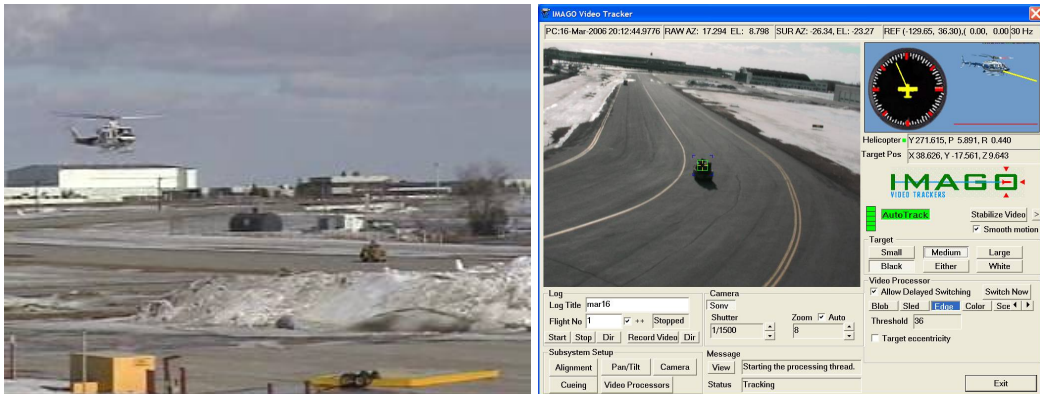 IMAGO Video Tracker
PC:16-Mar-2006 20:12:44.9776 RAW AZ: 17.294 EL: 8.798 SUR AZ: -26.34, EL: -23.27 REF (-129.65, 36.30),( 0.00, 0.00 30 Hz
Helicopter Y 271.615, P 5.891, R 0.440
Target Pos X 38.626, Y -17.561, Z 9.643
IMAGO
VIDEO TRACKERS
AutoTrack Stabilize Video >
Smooth motion
Target
Small Medium Large
Black Either White
Video Processor
Allow Delayed Switching Switch Now
Blob Sled Edge Color Sce
Threshold 36
Target eccentricity
Exit
Log
Log Title mar16
Flight No 1 ++ Stopped
Start Stop Dir Record Video Dir
Camera
Sony
Shutter Zoom Auto
1/1500 8
Subsystem Setup
Alignment Pan/Tilt Camera
Cueing Video Processors
Message
View Starting the processing thread.
Status Tracking